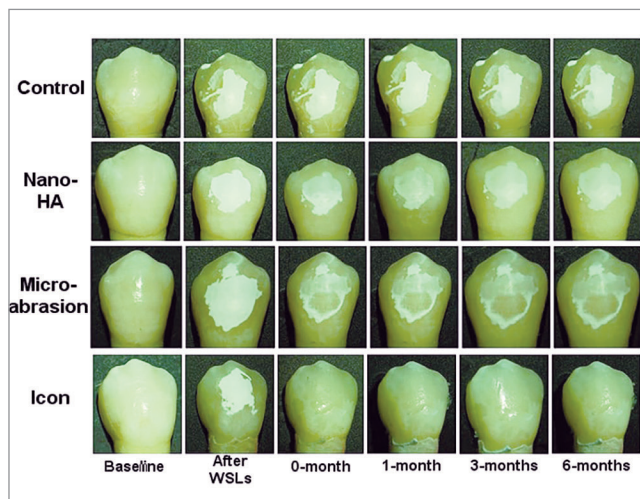 Control
Nano-
HA
Micro-
abrasion
Icon
Baseline
After
WSLs
0-month
1-month
3-months
6-months